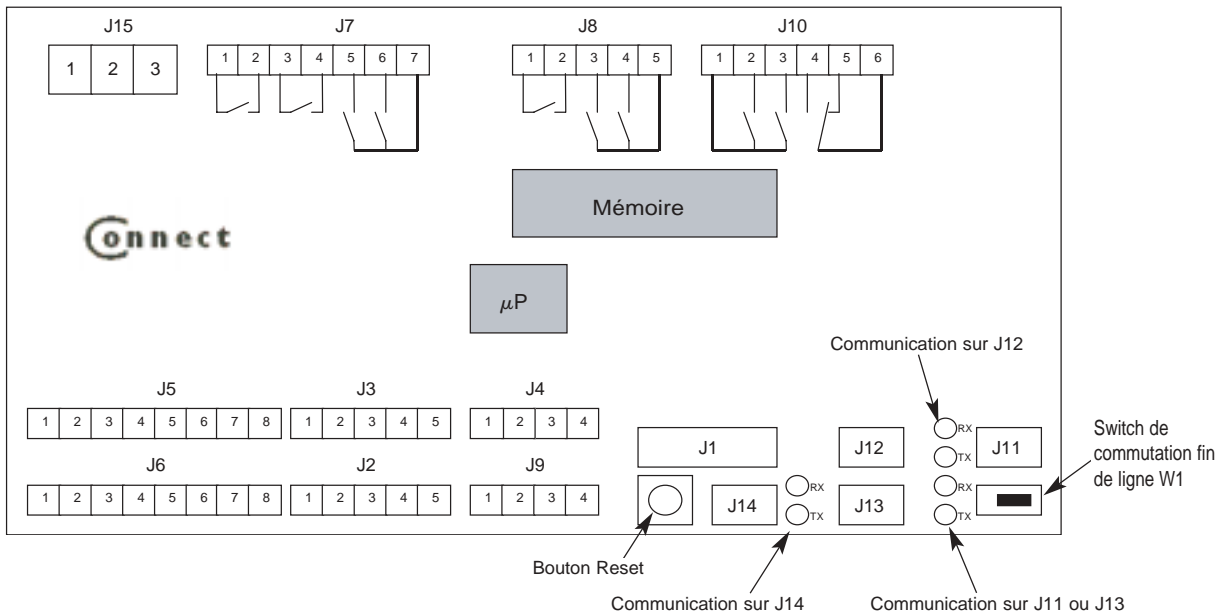 J15 J7 J8 J10
1 2 3
1 2 3 4 5 6 7
1 2 3 4 5
1 2 3 4 5 6
Mémoire
Connect
µP
Communication sur J12
J5 J3 J4
1 2 3 4 5 6 7 8
1 2 3 4 5
1 2 3 4
J6 J2 J9
1 2 3 4 5 6 7 8
1 2 3 4 5
1 2 3 4
J1
J12
RX
TX
J11
Switch de
commutation fin
de ligne W1
J14
RX
TX
J13
RX
TX
Bouton Reset
Communication sur J14
Communication sur J11 ou J13